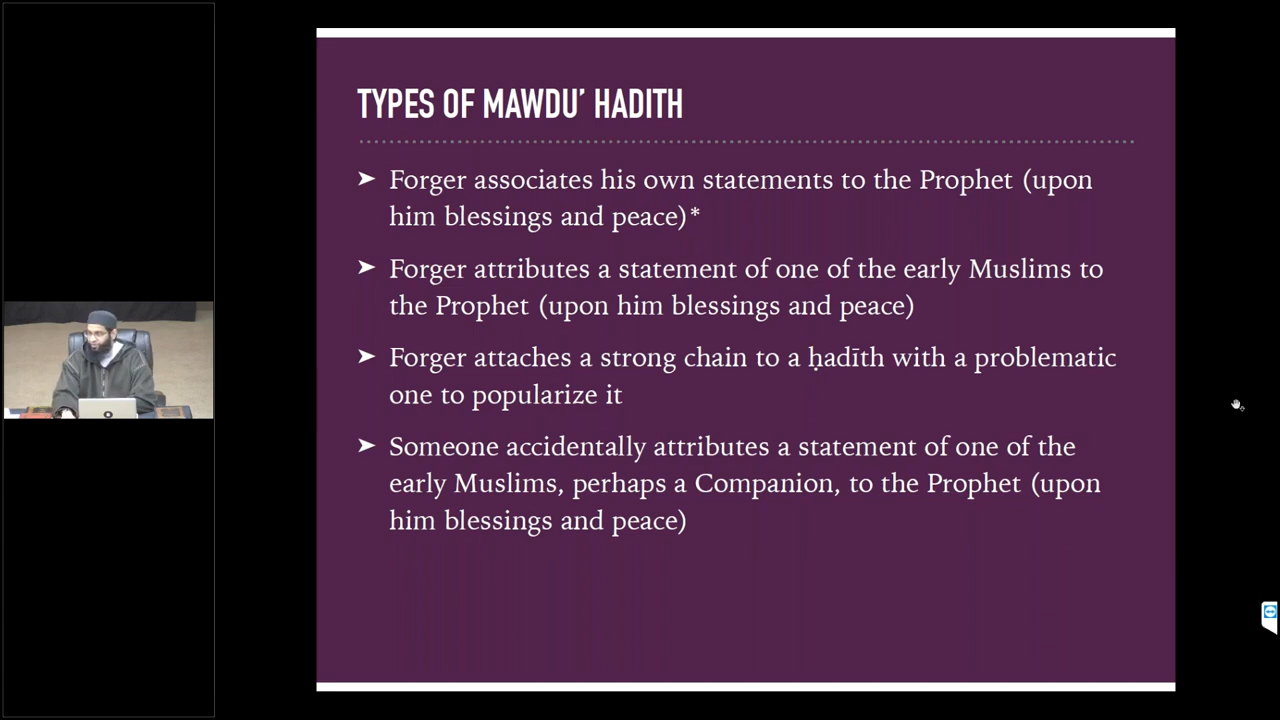 TYPES OF MAWDU’ HADITH
➤ Forger associates his own statements to the Prophet (upon
him blessings and peace)*
➤ Forger attributes a statement of one of the early Muslims to
the Prophet (upon him blessings and peace)
➤ Forger attaches a strong chain to a ḥadīth with a problematic
one to popularize it
➤ Someone accidentally attributes a statement of one of the
early Muslims, perhaps a Companion, to the Prophet (upon
him blessings and peace)